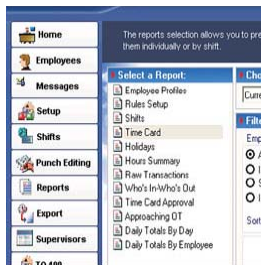 Home
Employees
Messages
Setup
Shifts
Punch Editing
Reports
Export
Supervisors
The reports selection allows you to pre
them individually or by shift.
Select a Report:
Employee Profiles
Rules Setup
Shifts
Time Card
Holidays
Hours Summary
Raw Transactions
Who's In-Who's Out
Time Card Approval
Approaching OT
Daily Totals By Day
Daily Totals By Employee
Cho
Curre
Filte
Emp
Sort